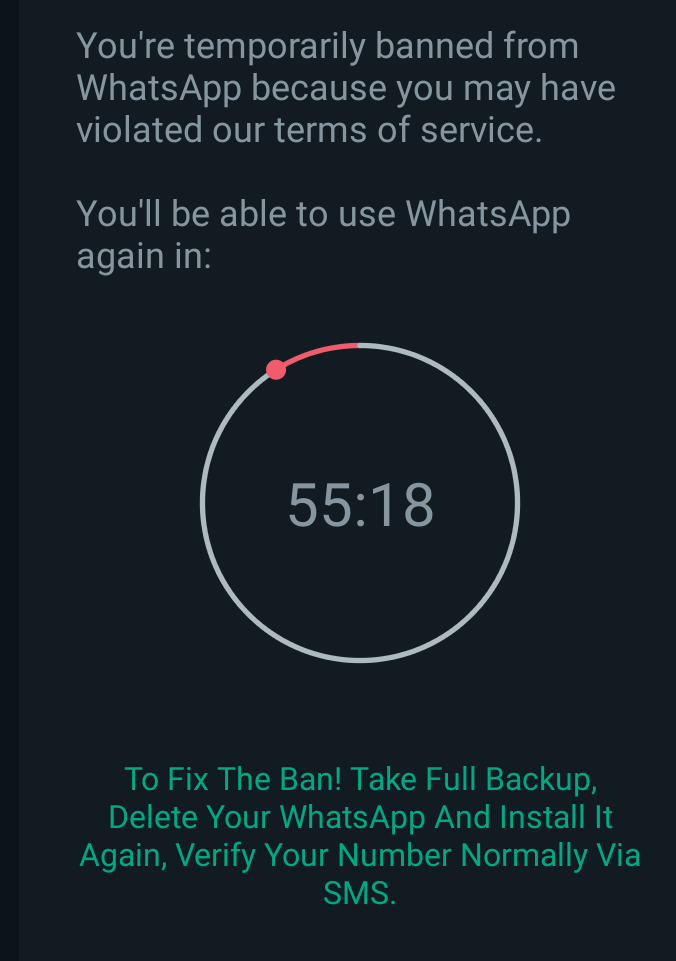 You're temporarily banned from
WhatsApp because you may have
violated our terms of service.
You'll be able to use WhatsApp
again in:
55:18
To Fix The Ban! Take Full Backup,
Delete Your WhatsApp And Install It
Again, Verify Your Number Normally Via
SMS.